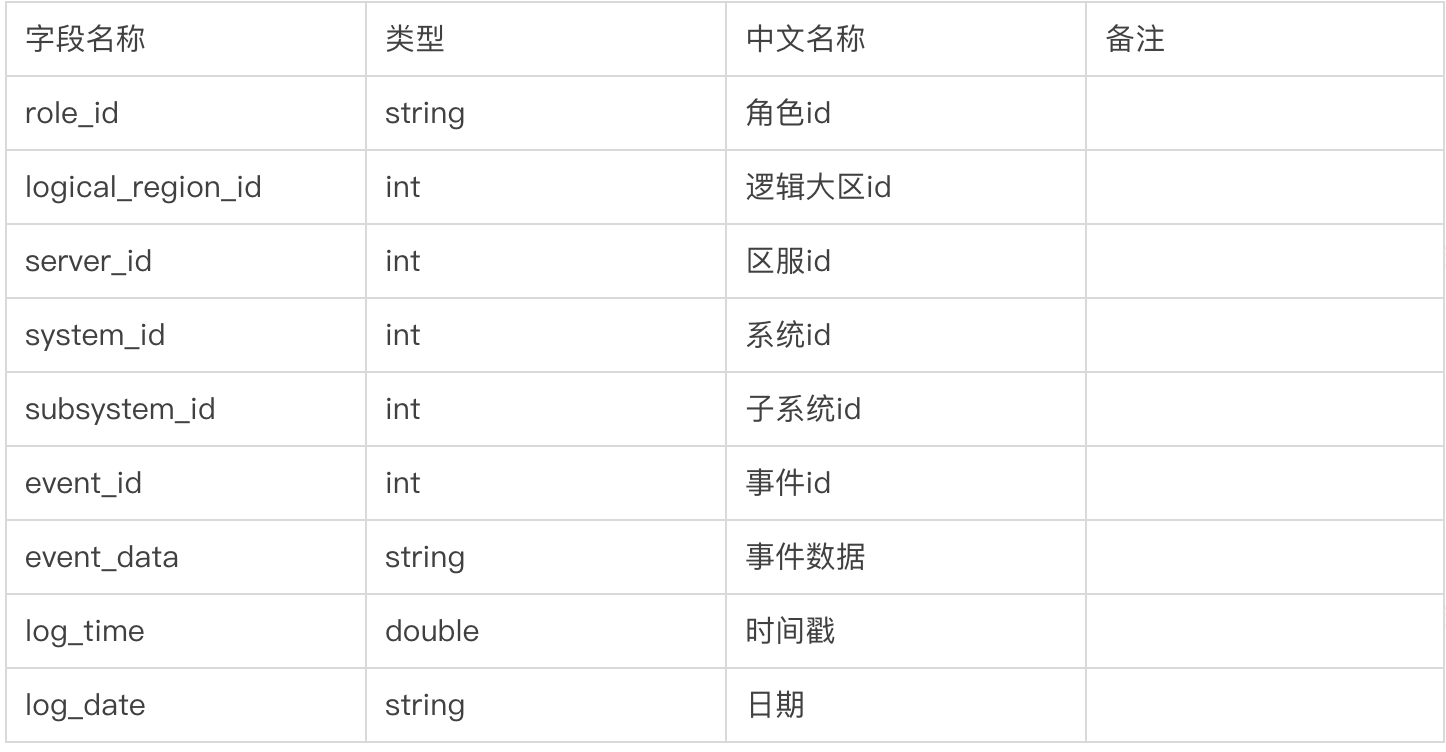 字段名称 类型 中文名称 备注
role_id string 角色id
logical_region_id int 逻辑大区id
server_id int 区服id
system_id int 系统id
subsystem_id int 子系统id
event_id int 事件id
event_data string 事件数据
log_time double 时间戳
log_date string 日期